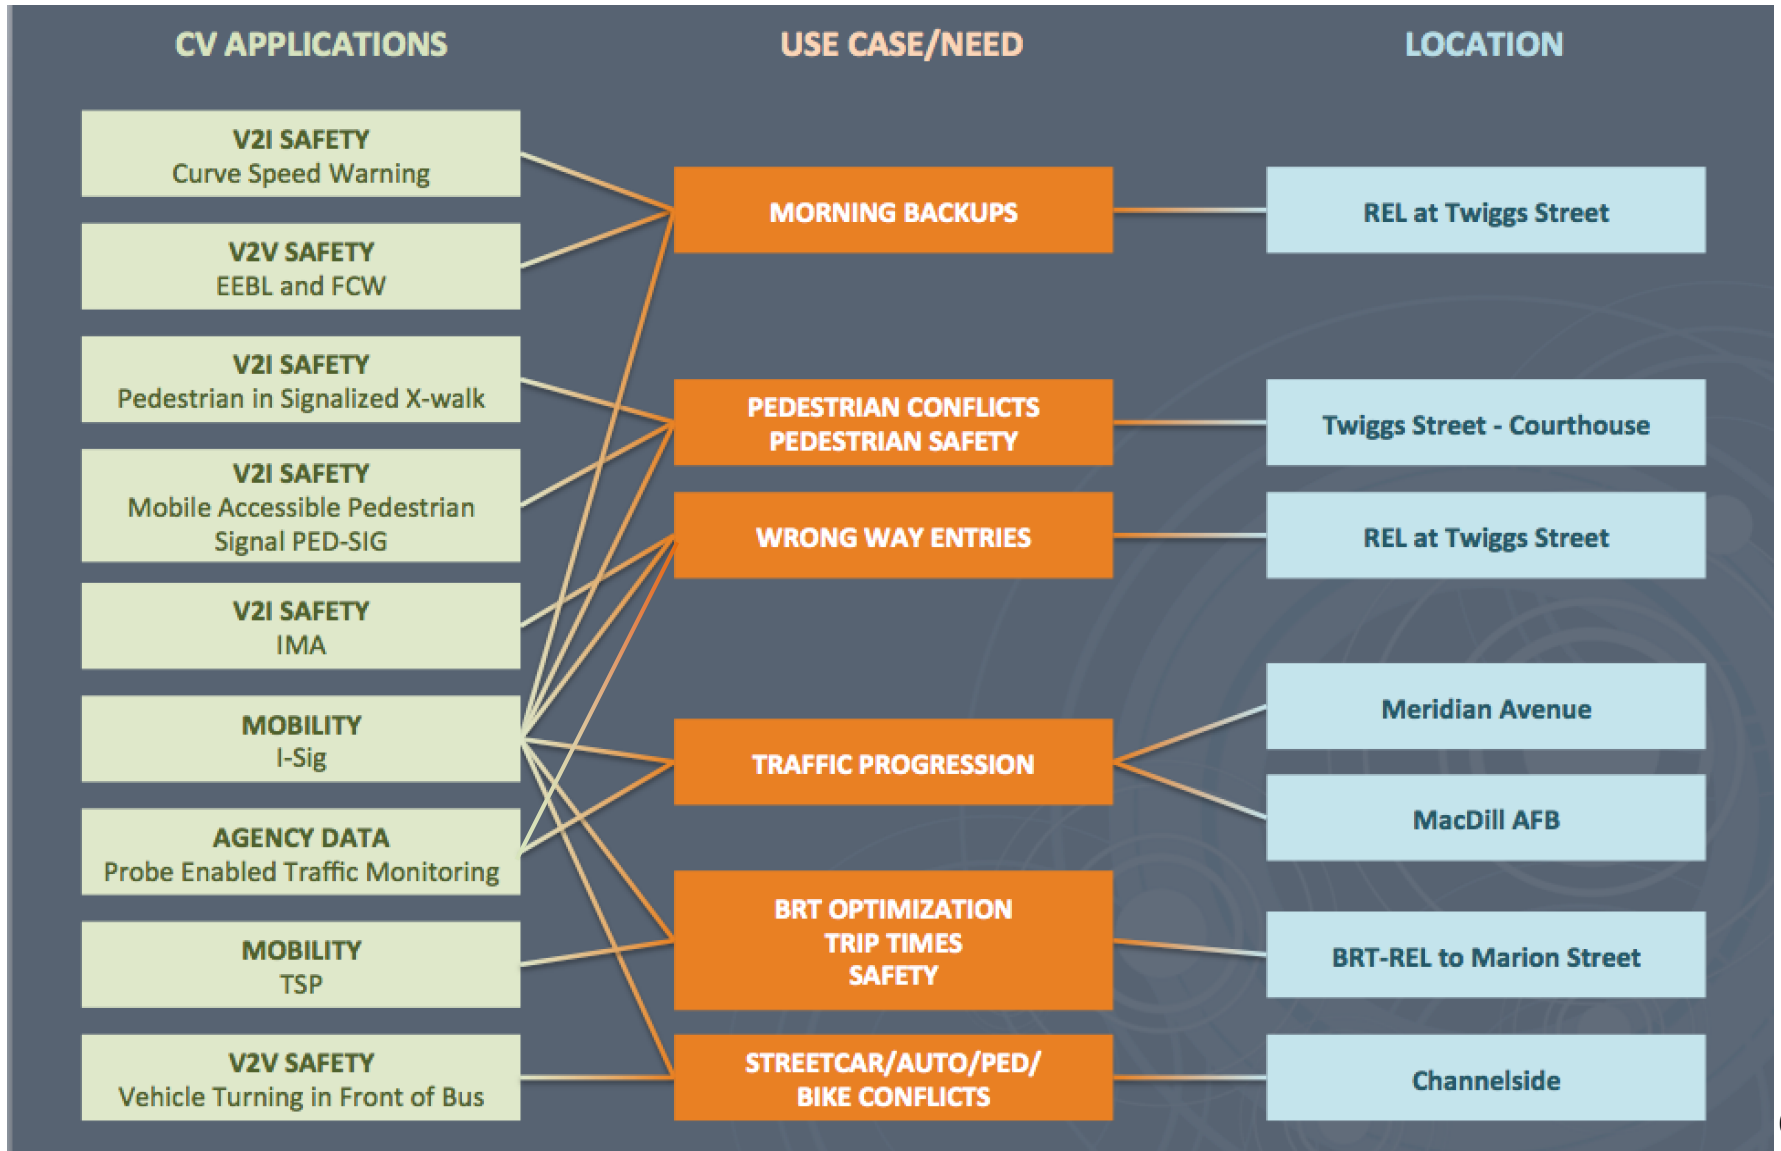 CV APPLICATIONS
USE CASE/NEED
LOCATION
V2I SAFETY
Curve Speed Warning
V2V SAFETY
EEBL and FCW
V2I SAFETY
Pedestrian in Signalized X-walk
V2I SAFETY
Mobile Accessible Pedestrian
Signal PED-SIG
V2I SAFETY
IMA
MOBILITY
I-Sig
AGENCY DATA
Probe Enabled Traffic Monitoring
MOBILITY
TSP
V2V SAFETY
Vehicle Turning in Front of Bus
MORNING BACKUPS
PEDESTRIAN CONFLICTS
PEDESTRIAN SAFETY
WRONG WAY ENTRIES
TRAFFIC PROGRESSION
BRT OPTIMIZATION
TRIP TIMES
SAFETY
STREETCAR/AUTO/PED/
BIKE CONFLICTS
REL at Twiggs Street
Twiggs Street - Courthouse
REL at Twiggs Street
Meridian Avenue
MacDill AFB
BRT-REL to Marion Street
Channelside